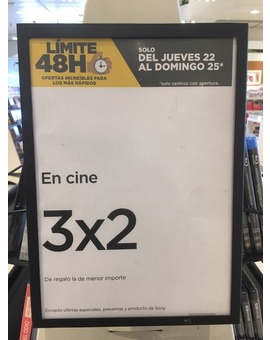 LÍMITE
48H
OFERTAS INCREÍBLES PARA
LOS MÁS RÁPIDOS
SOLO
DEL JUEVES 22
AL DOMINGO 25*
*solo centros con apertura.
En cine
3x2
De regalo la de menor importe
Excepto ofertas especiales, preventas y producto de Sony